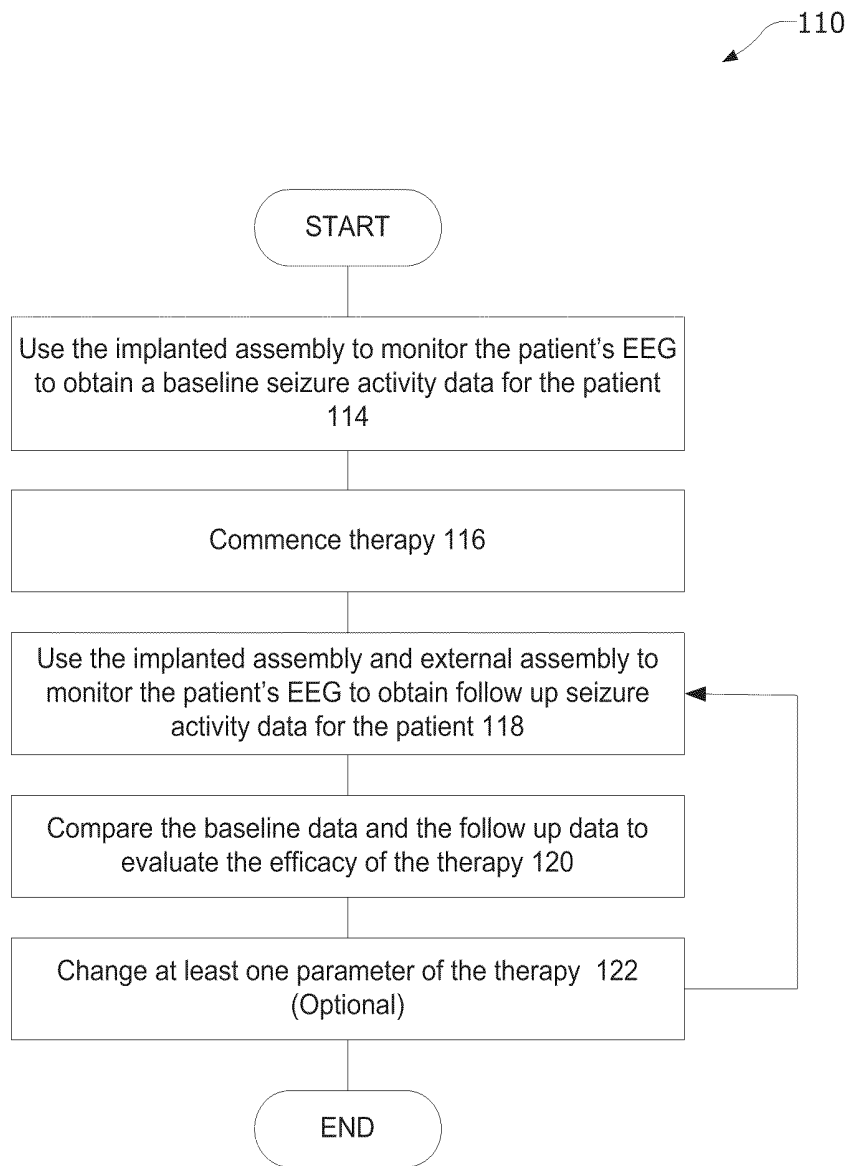 110
START
Use the implanted assembly to monitor the patient's EEG
to obtain a baseline seizure activity data for the patient
114
Commence therapy 116
Use the implanted assembly and external assembly to
monitor the patient's EEG to obtain follow up seizure
activity data for the patient 118
Compare the baseline data and the follow up data to
evaluate the efficacy of the therapy 120
Change at least one parameter of the therapy 122
(Optional)
END